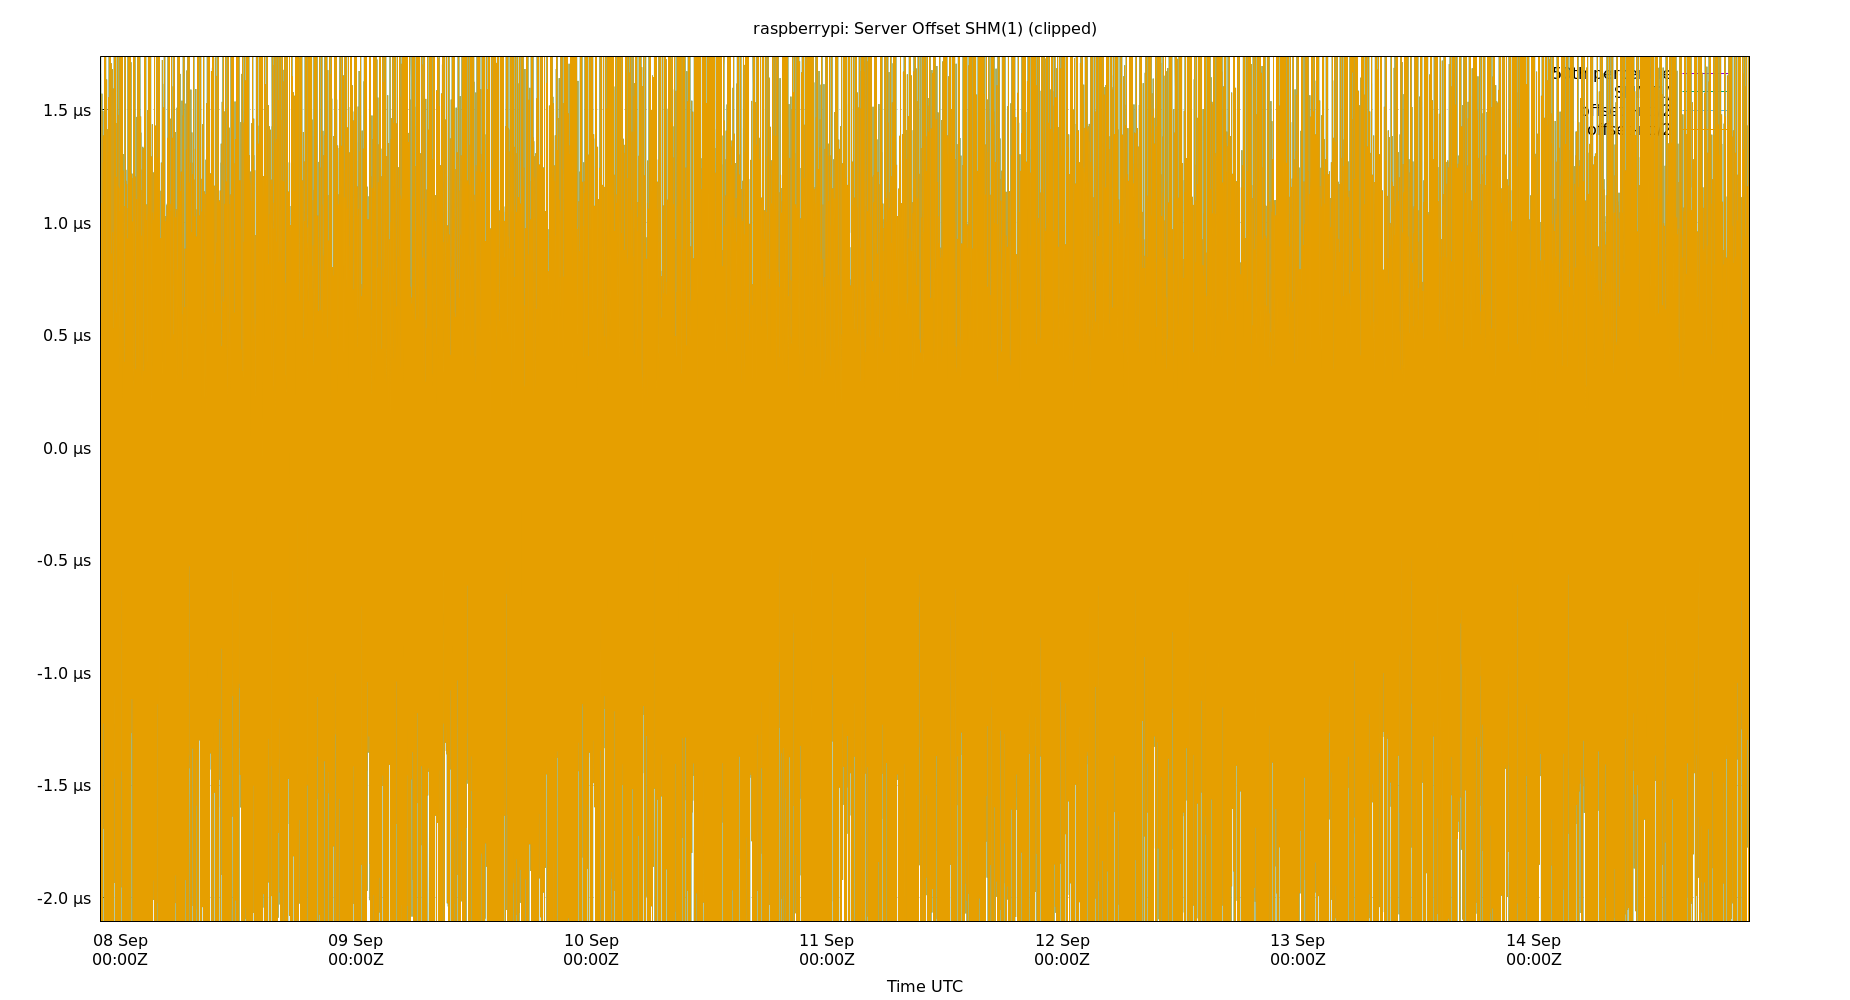 raspberrypi: Server Offset SHM(1) (clipped)
1.5 µs
1.0 µs
0.5 µs
0.0 µs
-0.5 µs
-1.0 µs
-1.5 µs
-2.0 µs
08 Sep 09 Sep 10 Sep 11 Sep 12 Sep 13 Sep 14 Sep
00:00Z 00:00Z 00:00Z 00:00Z 00:00Z 00:00Z 00:00Z
Time UTC